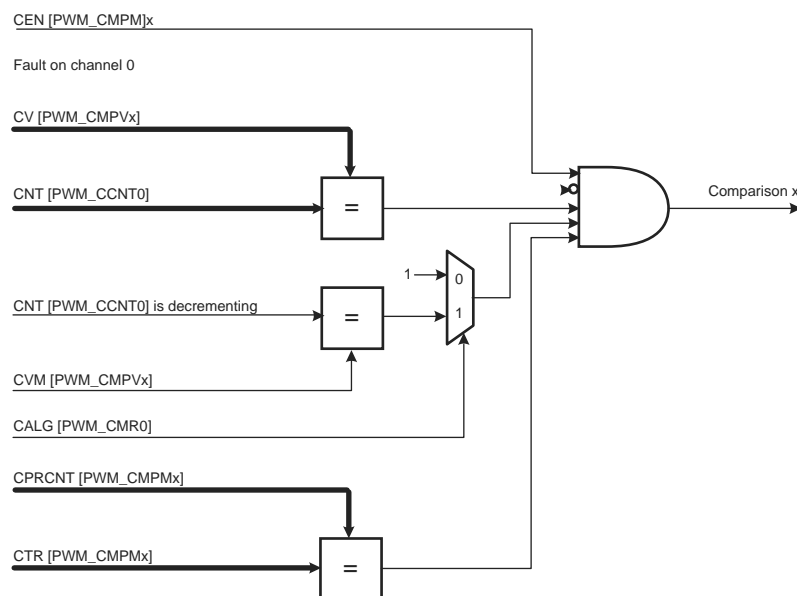 CEN [PWM_CMPM]x
Fault on channel 0
CV [PWM_CMPVx]
CNT [PWM_CCNT0]
=
Comparison x
1
0
CNT [PWM_CCNT0] is decrementing
=
1
CVM [PWM_CMPVx]
CALG [PWM_CMR0]
CPRCNT [PWM_CMPMx]
CTR [PWM_CMPMx]
=